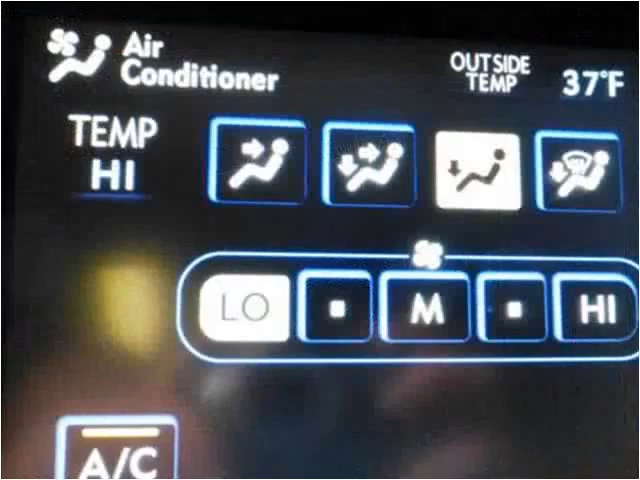 Air
Conditioner
OUTSIDE
TEMP
37°F
TEMP
HI
LO
M
HI
A/C